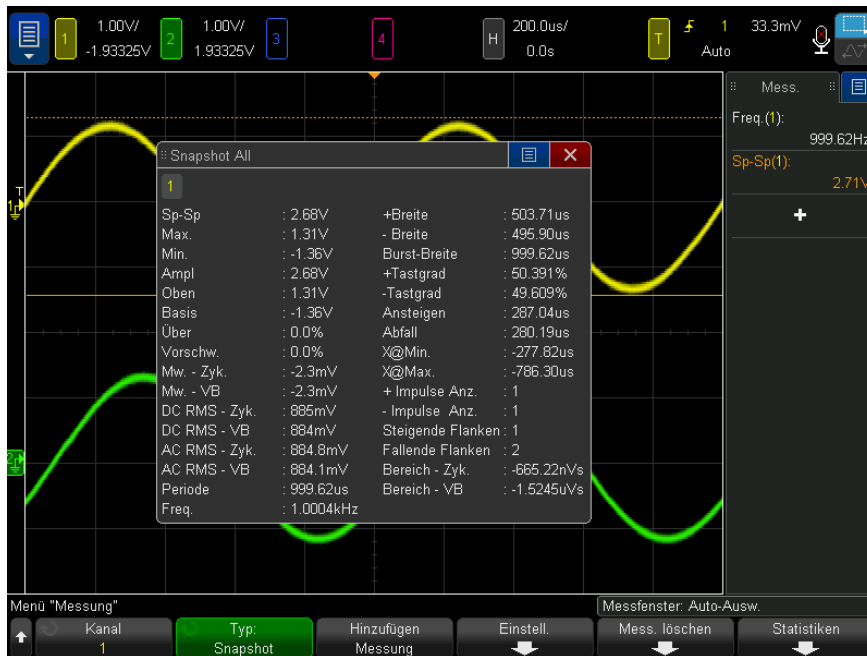 1 1.00V/ 2 1.00V/ 3 4 H 200.0us/ T 1 33.3mV
-1.93325V 1.93325V 0.0s Auto
Mess.
Freq.(1):
999.62Hz
Sp-Sp(1):
2.71V
+
T
1
2
Snapshot All
1
Sp-Sp : 2.68V +Breite : 503.71us
Max. : 1.31V - Breite : 495.90us
Min. : -1.36V Burst-Breite : 999.62us
Ampl : 2.68V +Tastgrad : 50.391%
Oben : 1.31V -Tastgrad : 49.609%
Basis : -1.36V Ansteigen : 287.04us
Über : 0.0% Abfall : 280.19us
Vorschw. : 0.0% X@Min. : -277.82us
Mw. - Zyk. : -2.3mV X@Max. : -786.30us
Mw. - VB : -2.3mV + Impulse Anz. : 1
DC RMS - Zyk. : 885mV - Impulse Anz. : 1
DC RMS - VB : 884mV Steigende Flanken : 1
AC RMS - Zyk. : 884.8mV Fallende Flanken : 2
AC RMS - VB : 884.1mV Bereich - Zyk. : -665.22nVs
Periode : 999.62us Bereich - VB : -1.5245uVs
Freq. : 1.0004kHz
Menü "Messung" Messfenster: Auto-Ausw.
Kanal Typ: Hinzufügen Einstell. Mess. löschen Statistiken
1 Snapshot Messung